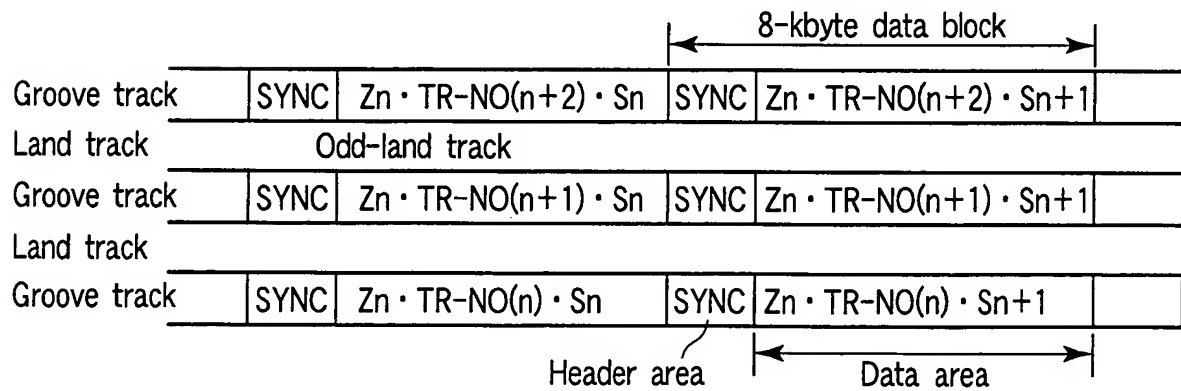 8-kbyte data block
Groove track SYNC Zn · TR-NO(n+2) · Sn SYNC Zn · TR-NO(n+2) · Sn+1
Land track Odd-land track
Groove track SYNC Zn · TR-NO(n+1) · Sn SYNC Zn · TR-NO(n+1) · Sn+1
Land track
Groove track SYNC Zn · TR-NO(n) · Sn SYNC Zn · TR-NO(n) · Sn+1
Header area Data area